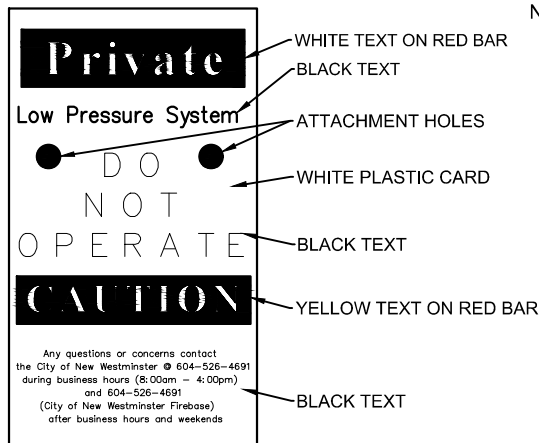 N
Private
WHITE TEXT ON RED BAR
BLACK TEXT
Low Pressure System
ATTACHMENT HOLES
DO
WHITE PLASTIC CARD
NOT
OPERATE
BLACK TEXT
CAUTION
YELLOW TEXT ON RED BAR
Any questions or concerns contact
the City of New Westminster @ 604-526-4691
during business hours (8:00am - 4:00pm)
and 604-526-4691
(City of New Westminster Firebase)
after business hours and weekends
BLACK TEXT